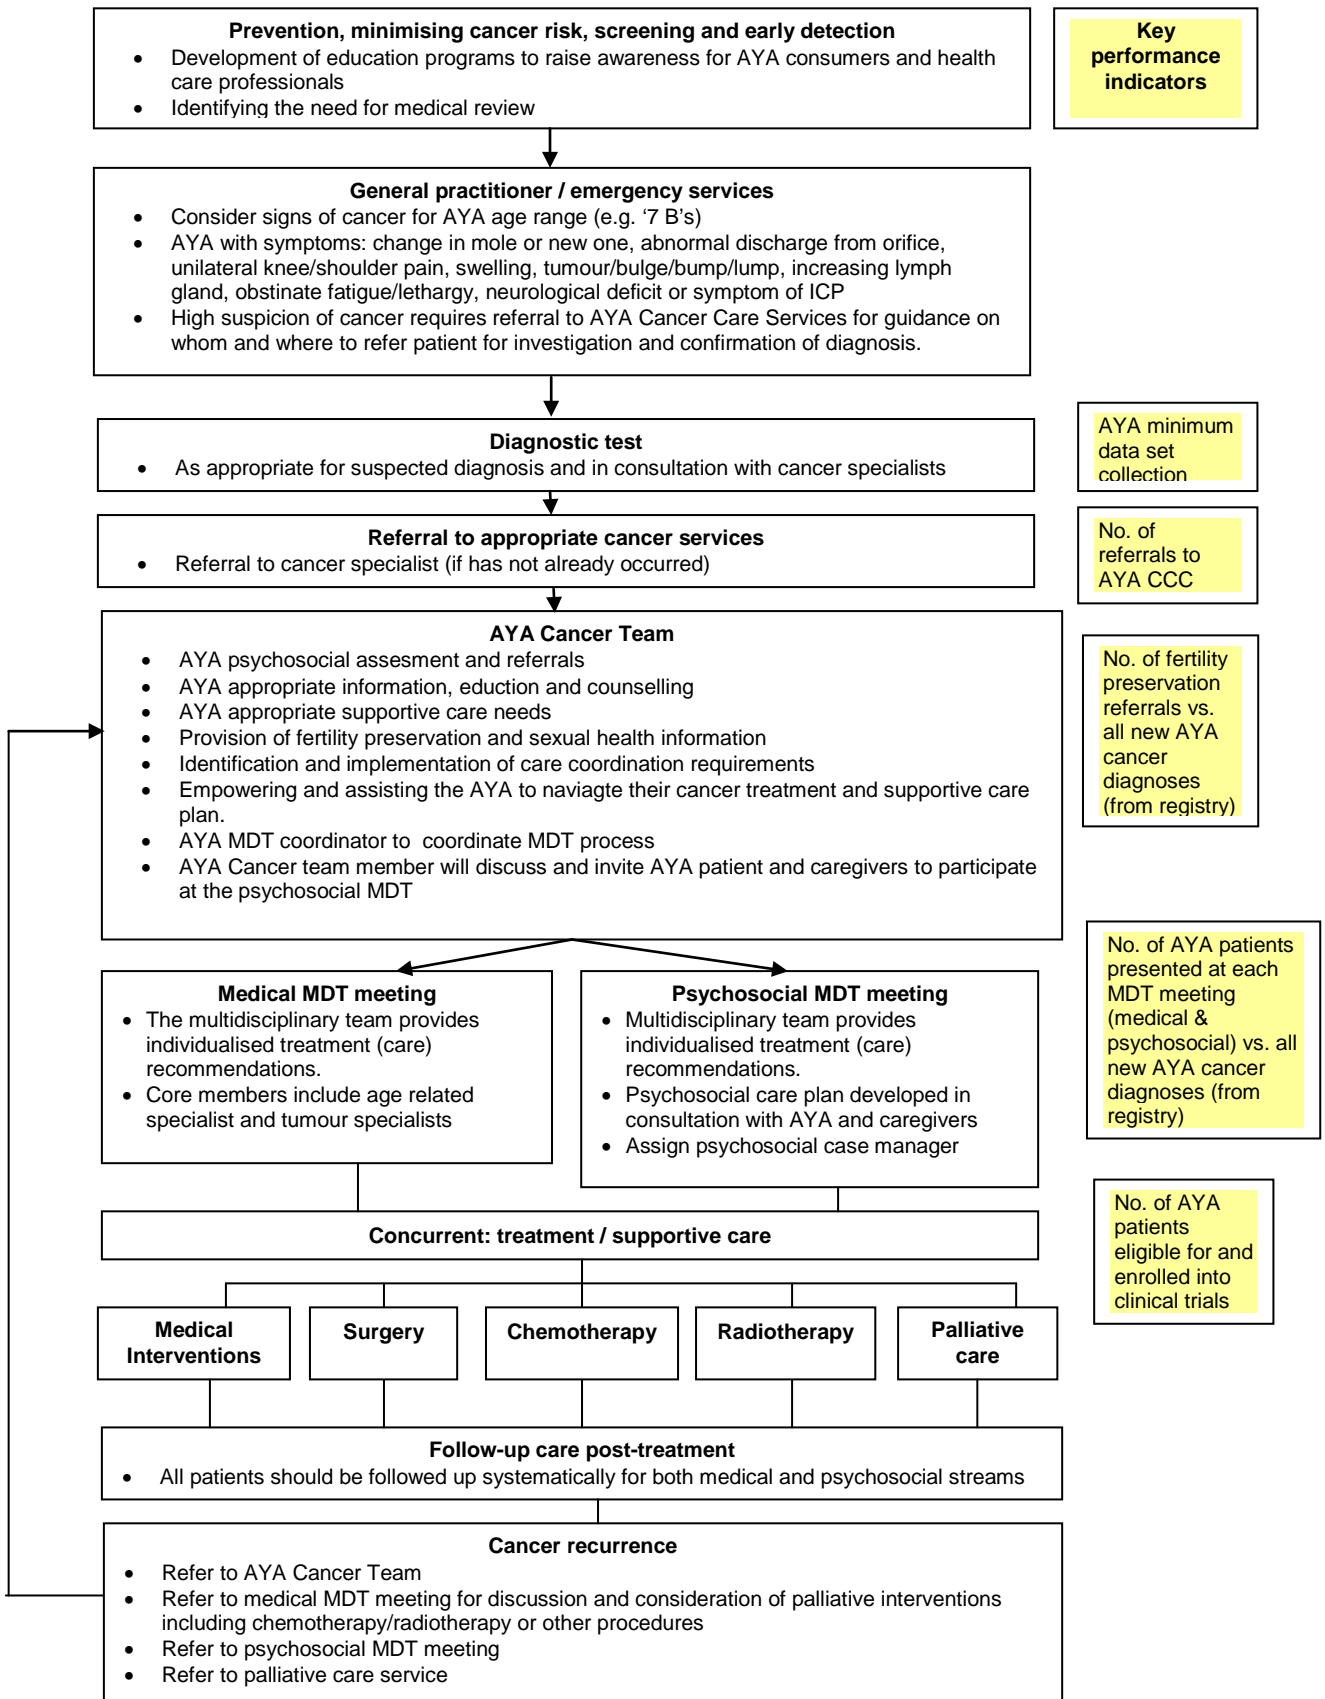 Prevention, minimising cancer risk, screening and early detection
• Development of education programs to raise awareness for AYA consumers and health
care professionals
• Identifying the need for medical review
Key
performance
indicators
General practitioner / emergency services
• Consider signs of cancer for AYA age range (e.g. ‘7 B’s)
• AYA with symptoms: change in mole or new one, abnormal discharge from orifice,
unilateral knee/shoulder pain, swelling, tumour/bulge/bump/lump, increasing lymph
gland, obstinate fatigue/lethargy, neurological deficit or symptom of ICP
• High suspicion of cancer requires referral to AYA Cancer Care Services for guidance on
whom and where to refer patient for investigation and confirmation of diagnosis.
Diagnostic test
• As appropriate for suspected diagnosis and in consultation with cancer specialists
AYA minimum
data set
collection
Referral to appropriate cancer services
• Referral to cancer specialist (if has not already occurred)
No. of
referrals to
AYA CCC
AYA Cancer Team
• AYA psychosocial assesment and referrals
• AYA appropriate information, eduction and counselling
• AYA appropriate supportive care needs
• Provision of fertility preservation and sexual health information
• Identification and implementation of care coordination requirements
• Empowering and assisting the AYA to naviagte their cancer treatment and supportive care
plan.
• AYA MDT coordinator to coordinate MDT process
• AYA Cancer team member will discuss and invite AYA patient and caregivers to participate
at the psychosocial MDT
No. of fertility
preservation
referrals vs.
all new AYA
cancer
diagnoses
(from registry)
Medical MDT meeting
• The multidisciplinary team provides
individualised treatment (care)
recommendations.
• Core members include age related
specialist and tumour specialists
Psychosocial MDT meeting
• Multidisciplinary team provides
individualised treatment (care)
recommendations.
• Psychosocial care plan developed in
consultation with AYA and caregivers
• Assign psychosocial case manager
No. of AYA patients
presented at each
MDT meeting
(medical &
psychosocial) vs. all
new AYA cancer
diagnoses (from
registry)
Concurrent: treatment / supportive care
No. of AYA
patients
eligible for and
enrolled into
clinical trials
Medical
Interventions
Surgery
Chemotherapy
Radiotherapy
Palliative
care
Follow-up care post-treatment
• All patients should be followed up systematically for both medical and psychosocial streams
Cancer recurrence
• Refer to AYA Cancer Team
• Refer to medical MDT meeting for discussion and consideration of palliative interventions
including chemotherapy/radiotherapy or other procedures
• Refer to psychosocial MDT meeting
• Refer to palliative care service